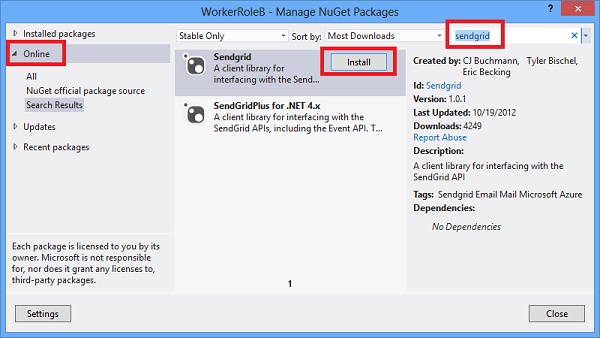 WorkerRoleB - Manage NuGet Packages
Installed packages
Online
All
NuGet official package source
Search Results
Updates
Recent packages
Each package is licensed to you by its
owner. Microsoft is not responsible
for, nor does it grant any licenses to,
third-party packages.
Stable Only
Sort by: Most Downloads
Sendgrid
A client library for
interfacing with the Send...
Install
SendGridPlus for .NET 4.x
A client library for interfacing with the
SendGrid APIs, including the Event API. T...
1
sendgrid
Created by: CJ Buchmann, Tyler Bischel,
Eric Becking
Id: Sendgrid
Version: 1.0.1
Last Updated: 10/19/2012
Downloads: 4249
Report Abuse
Description:
A client library for interfacing with the
SendGrid API
Tags: Sendgrid Email Mail Microsoft Azure
Dependencies:
No Dependencies
Settings
Close